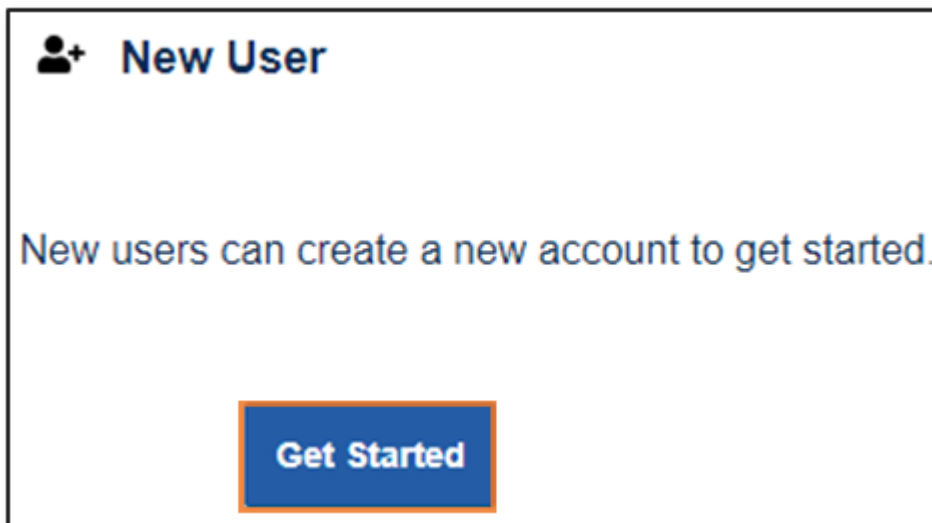 New User
New users can create a new account to get started.
Get Started